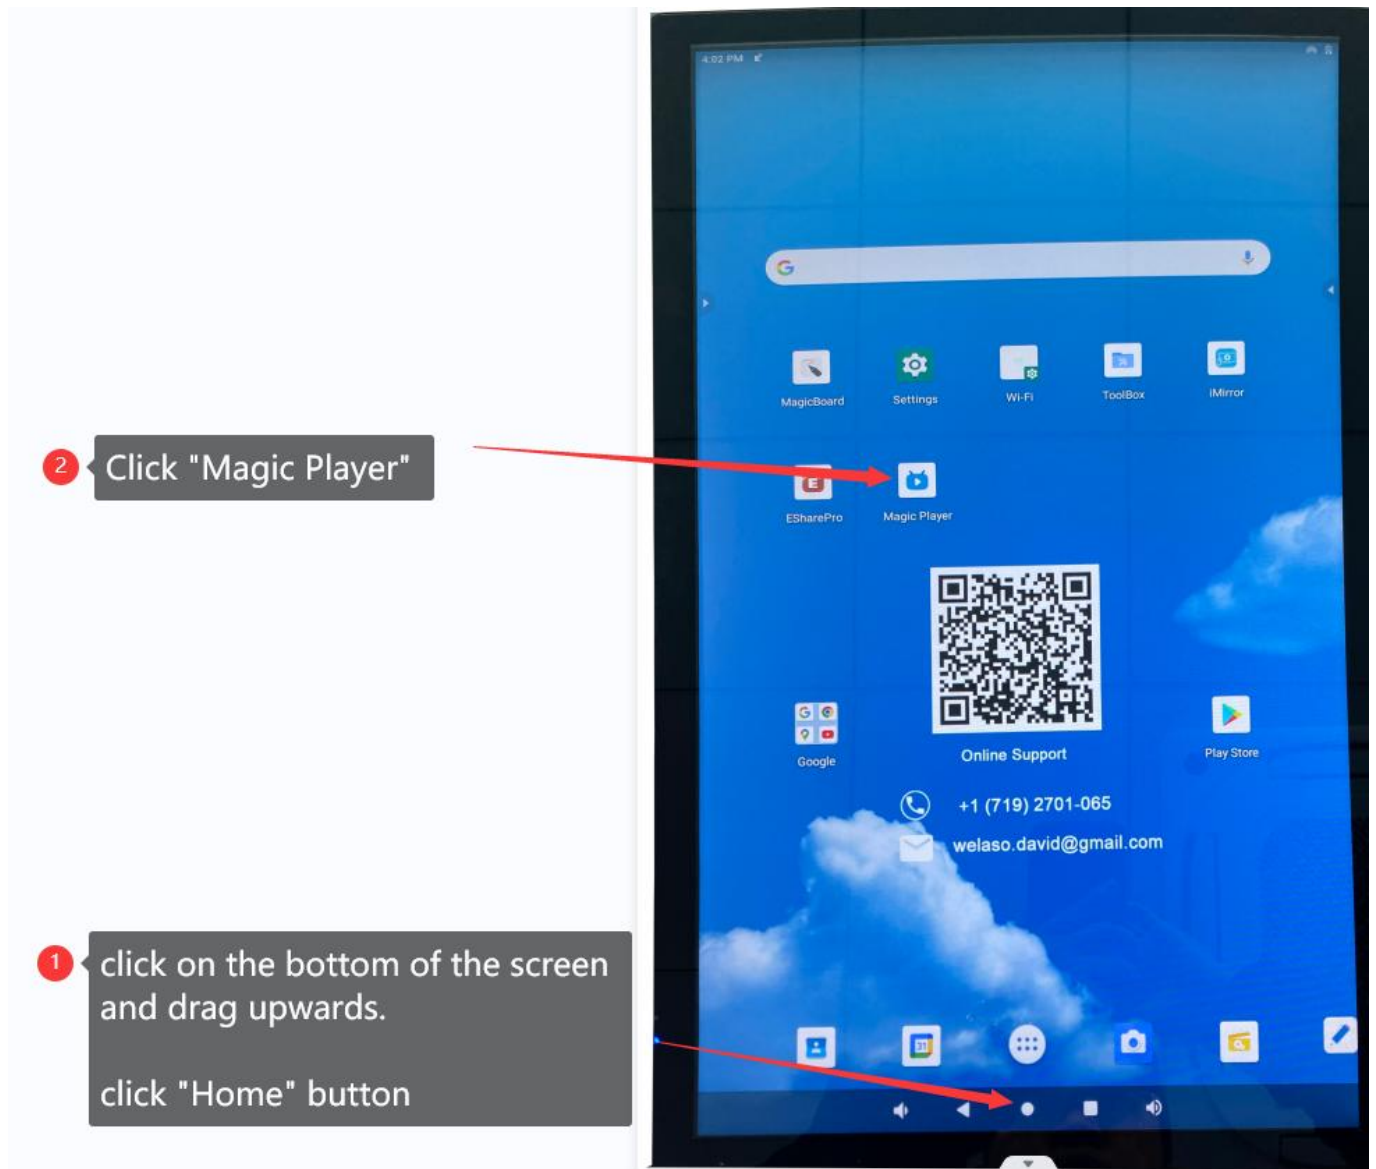 4:02 PM
G
MagicBoard
Settings
Wi-Fi
ToolBox
iMirror
2
Click "Magic Player"
E
ESharePro
Magic Player
G
Google
Play Store
Online Support
+1 (719) 2701-065
welaso.david@gmail.com
1
click on the bottom of the screen
and drag upwards.
click "Home" button
31